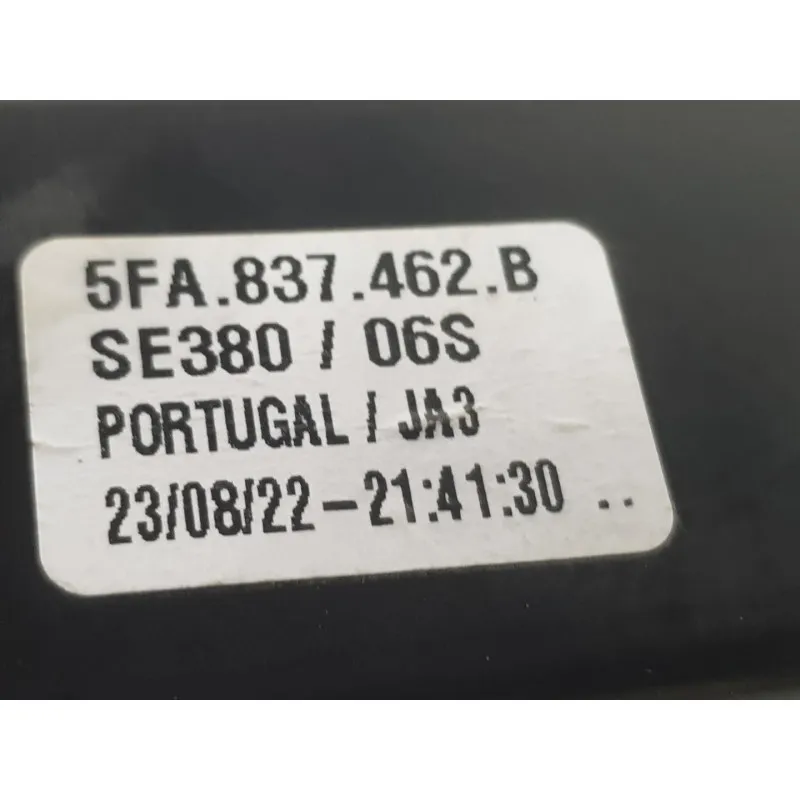 5FA.837.462.B
SE380 / 06S
PORTUGAL / JA3
23/08/22-21:41:30 ..